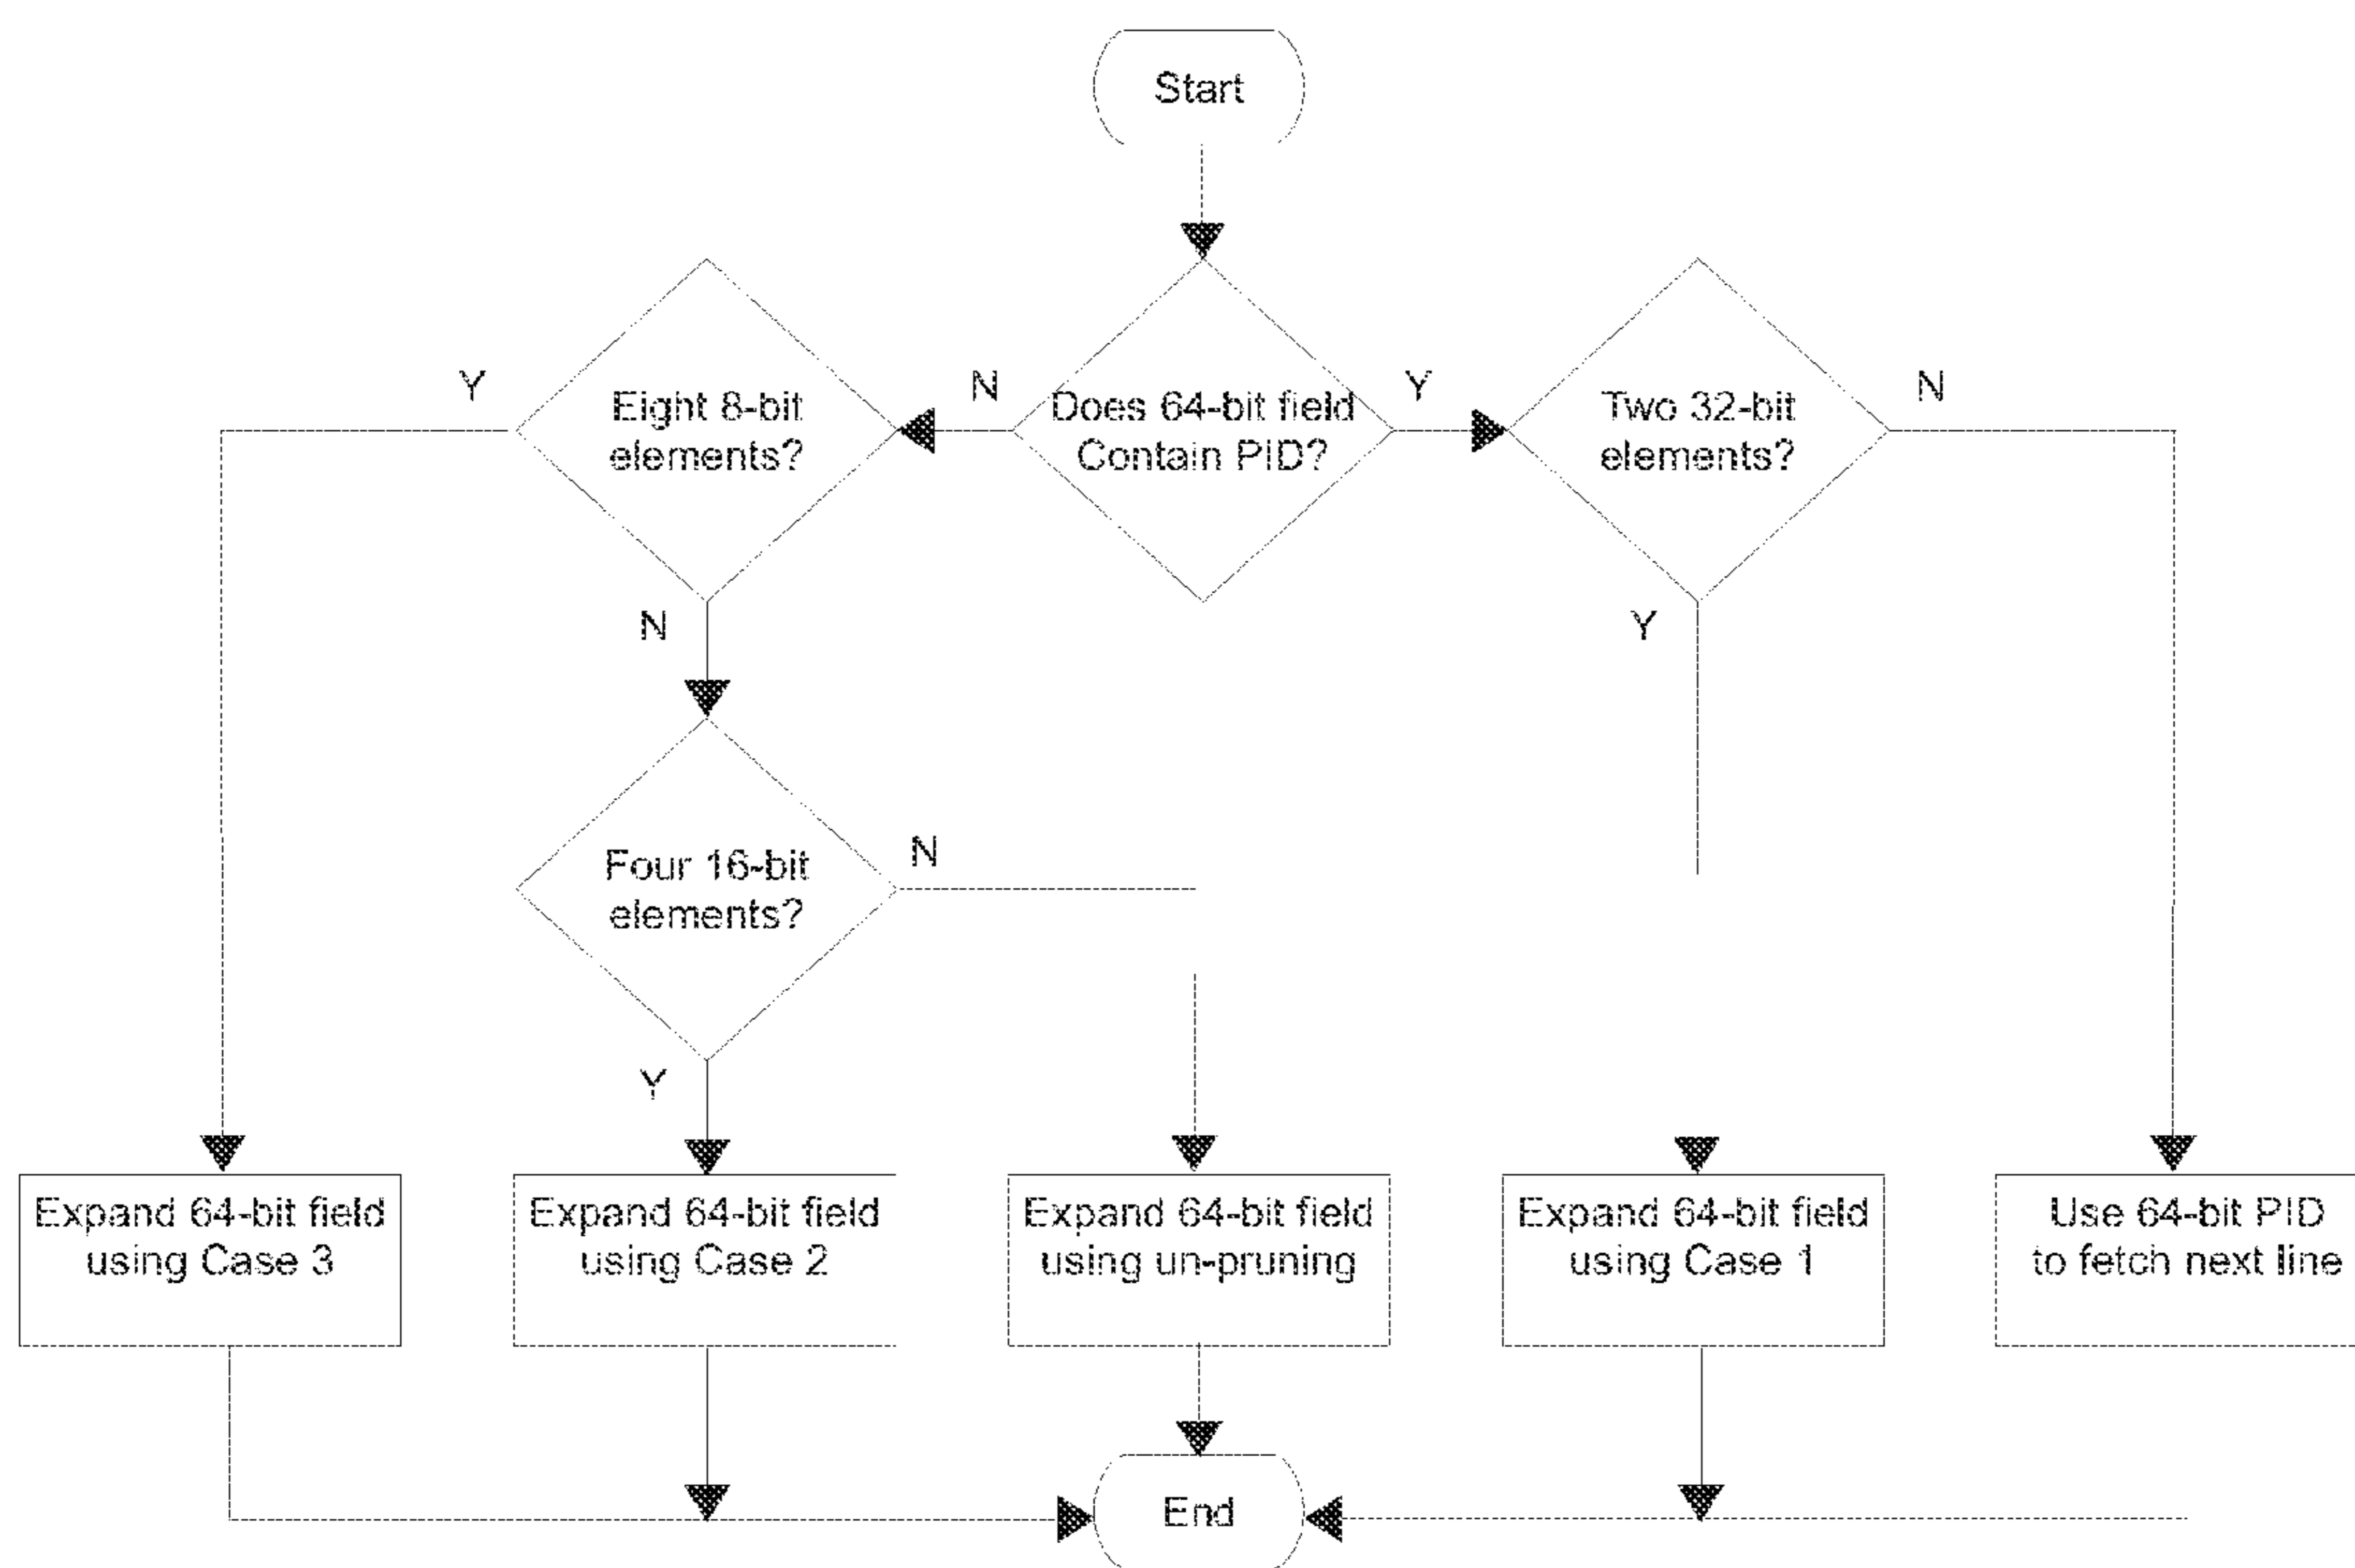 Start
Y
Eight 8-bit
elements?
N
Does 64-bit field
Contain PID?
Y
Two 32-bit
elements?
N
N
Y
Four 16-bit
elements?
N
Y
Expand 64-bit field
using Case 3
Expand 64-bit field
using Case 2
Expand 64-bit field
using un-pruning
Expand 64-bit field
using Case 1
Use 64-bit PID
to fetch next line
End